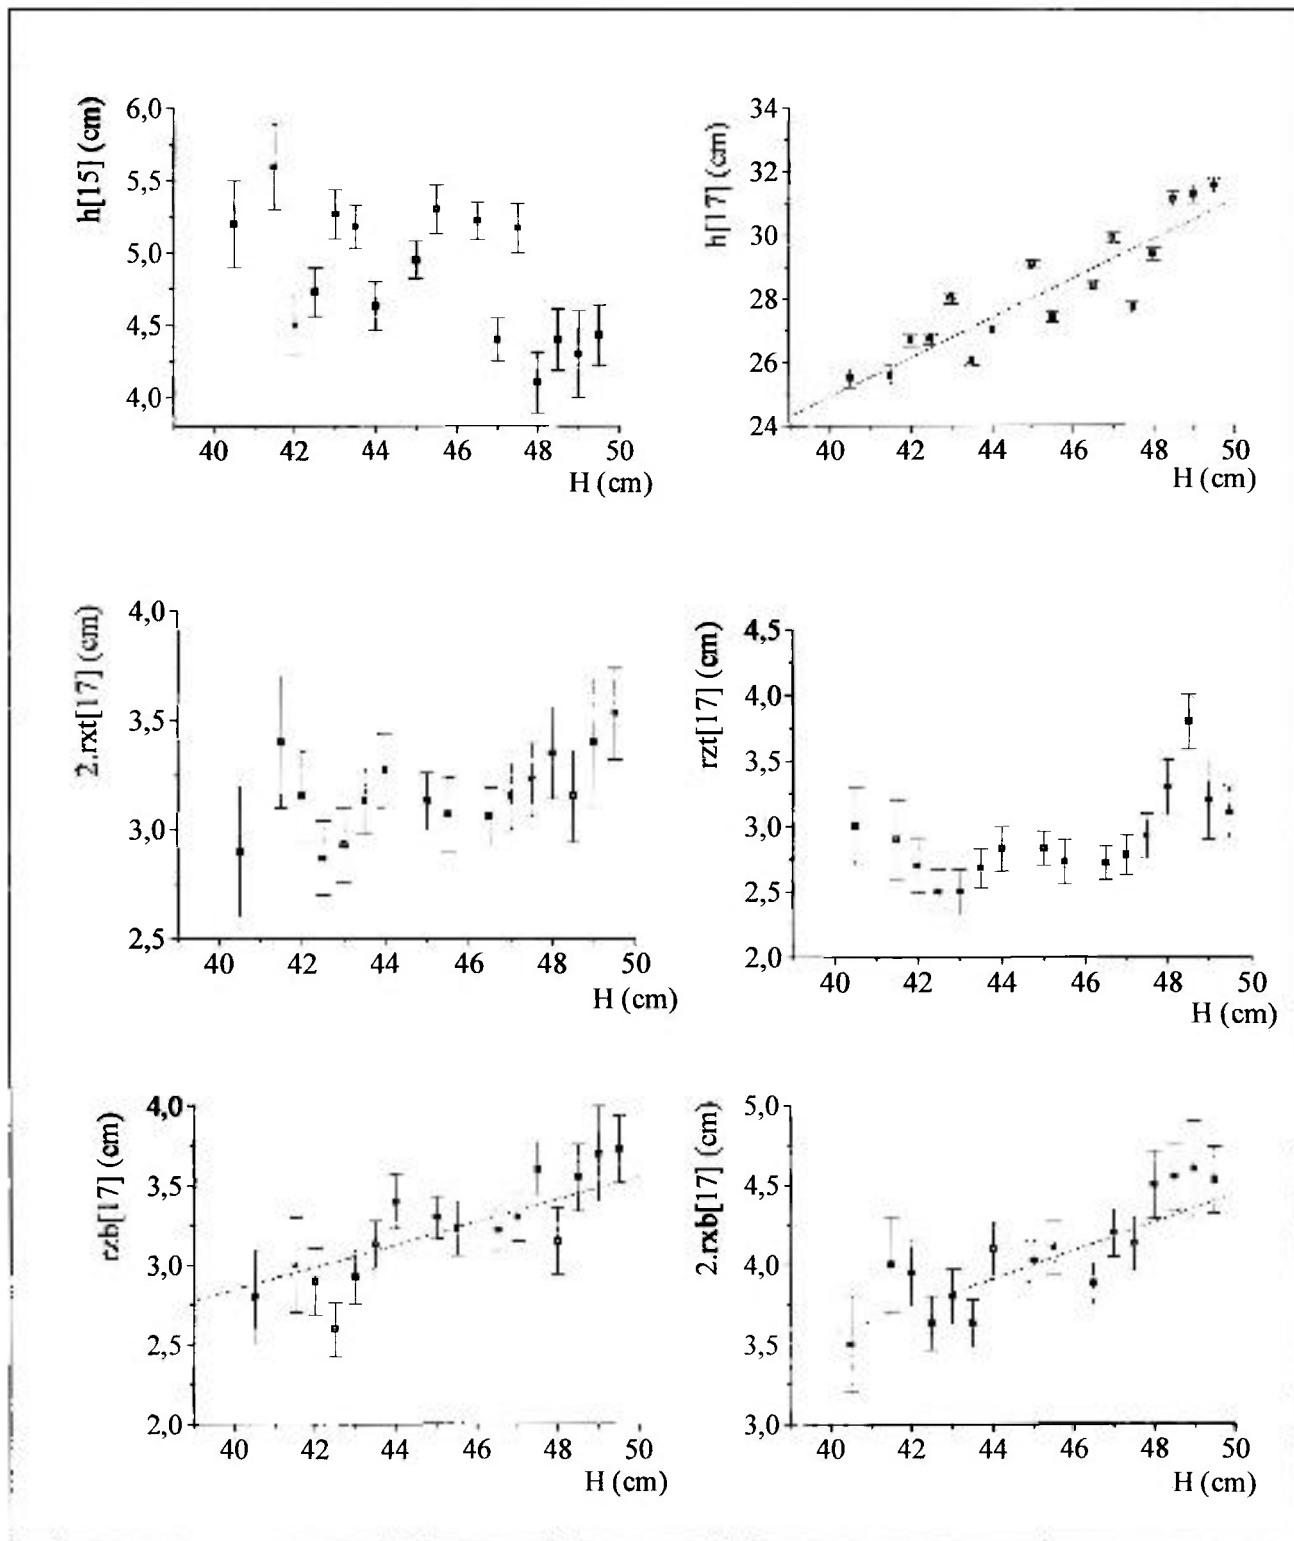 h[15] (cm)
6,0
5,5
5,0
4,5
4,0
40 42 44 46 48 50
H (cm)
h[17] (cm)
34
32
30
28
26
24
40 42 44 46 48 50
H (cm)
2.rxt[17] (cm)
4,0
3,5
3,0
2,5
40 42 44 46 48 50
H (cm)
rzt[17] (cm)
4,5
4,0
3,5
3,0
2,5
2,0
40 42 44 46 48 50
H (cm)
rzb[17] (cm)
4,0
3,5
3,0
2,5
2,0
40 42 44 46 48 50
H (cm)
2.rxb[17] (cm)
5,0
4,5
4,0
3,5
3,0
40 42 44 46 48 50
H (cm)